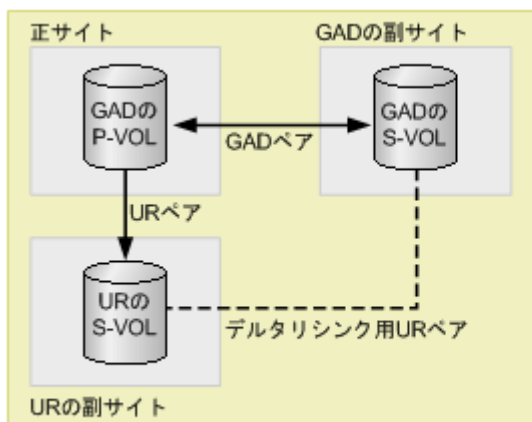 正サイト
GADの副サイト
GADの
P-VOL
GADの
S-VOL
GADペア
URペア
URの
S-VOL
デルタリシンク用URペア
URの副サイト